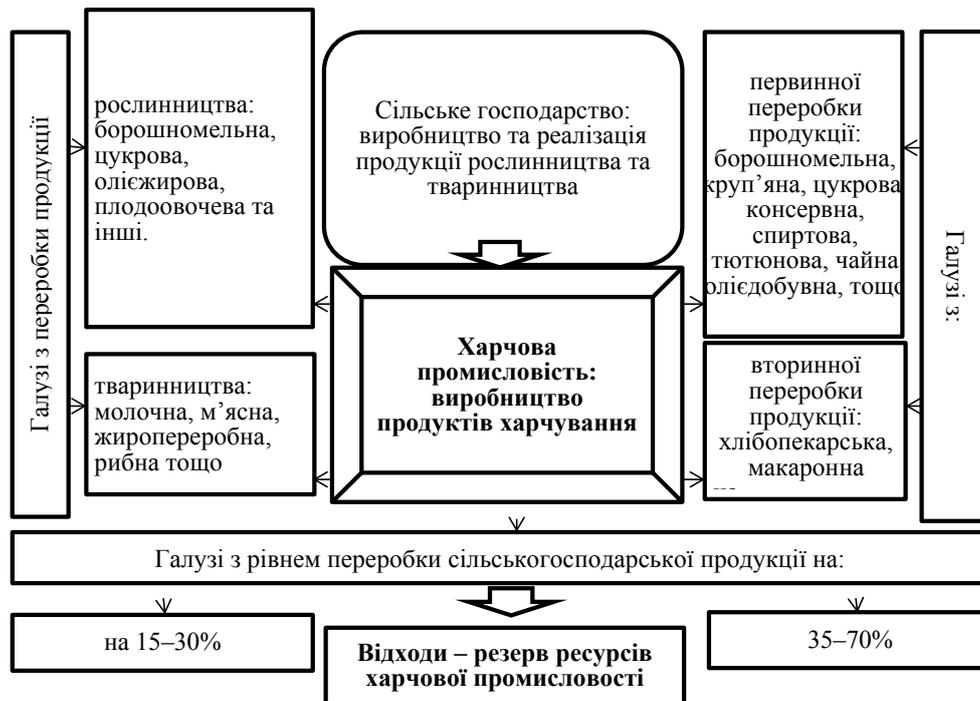 Галузі з переробки продукції
рослинництва:
борошномельна,
цукрова,
олієжирова,
плодоовочева та
інші.
тваринництва:
молочна, м’ясна,
жиропереробна,
рибна тощо
Сільське господарство:
виробництво та реалізація
продукції рослинництва та
тваринництва
Харчова
промисловість:
виробництво
продуктів харчування
первинної
переробки
продукції:
борошномельна,
круп’яна, цукрова
консервна,
спиртова,
тютюнова, чайна
олієдобувна, тощо
вторинної
переробки
продукції:
хлібопекарська,
макаронна
Галузі з:
Галузі з рівнем переробки сільськогосподарської продукції на:
на 15–30%
Відходи – резерв ресурсів
харчової промисловості
35–70%